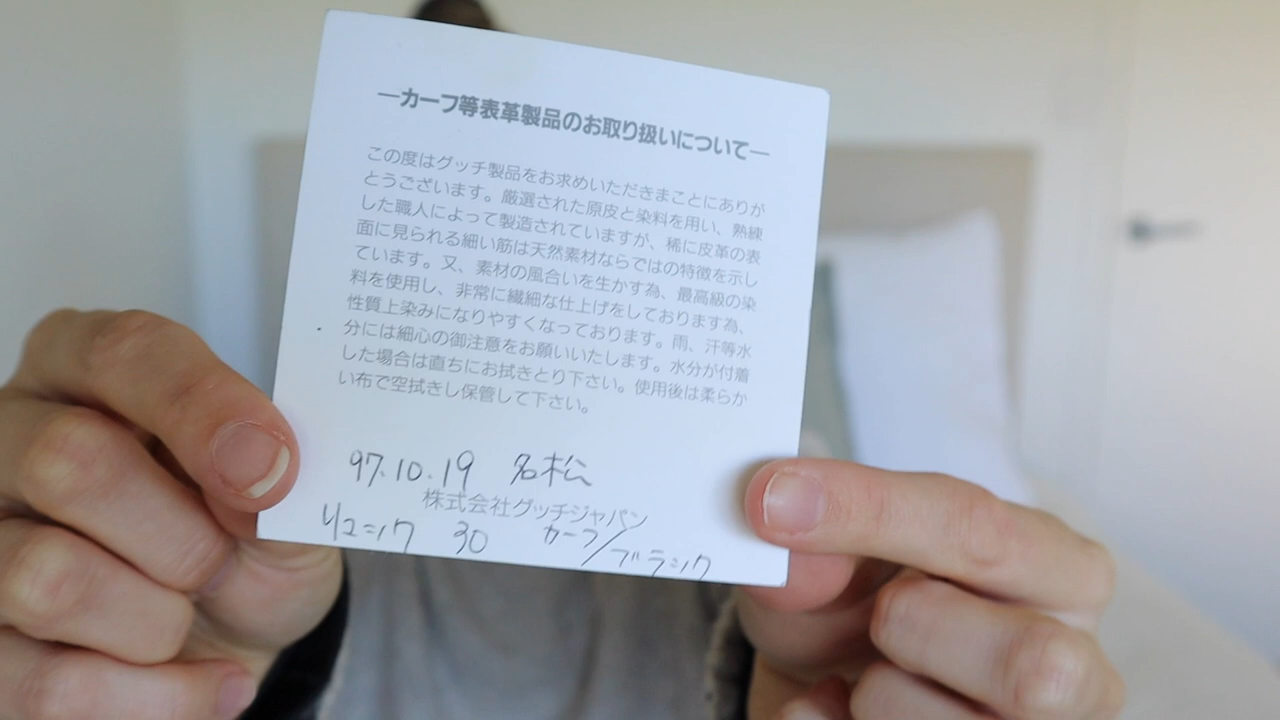 ―カーフ等表革製品のお取り扱いについて―
この度はグッチ製品をお求めいただきまことにありが
とうございます。厳選された原皮と染料を用い、熟練
した職人によって製造されていますが、稀に皮革の表
面に見られる細い筋は天然素材ならではの特徴を示し
ています。又、素材の風合いを生かす為、最高級の染
料を使用し、非常に繊細な仕上げをしております為、
性質上染みになりやすくなっております。雨、汗等水
分には細心の御注意をお願いいたします。水分が付着
した場合は直ちにお拭きとり下さい。使用後は柔らか
い布で空拭きし保管して下さい。
97.10.19 名松
株式会社グッチジャパン
30 カーフ/ブラック